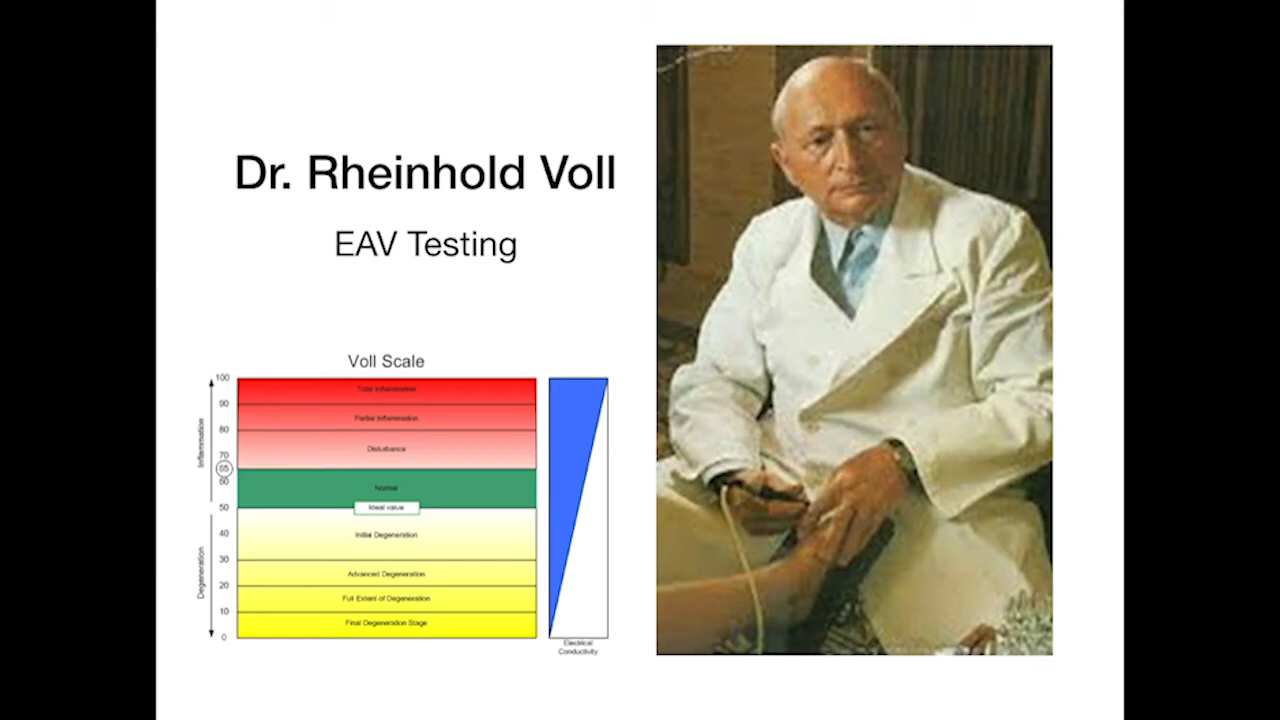 Dr. Rheinhold Voll
EAV Testing
Voll Scale
100
90
80
70
65
60
50
40
30
20
10
0
Inflammation
Degeneration
Total Inflammation
Partial Inflammation
Disturbance
Normal
Ideal value
Initial Degeneration
Advanced Degeneration
Full Extent of Degeneration
Final Degeneration Stage
Electrical
Conductivity